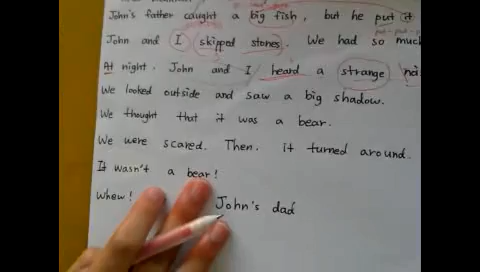 John's father caught a big fish, but he put it
John and I skipped stones. We had so much
At night, John and I heard a strange
We looked outside and saw a big shadow.
We thought that it was a bear.
We were scared. Then, it turned around.
It wasn't a bear!
Whew! John's dad